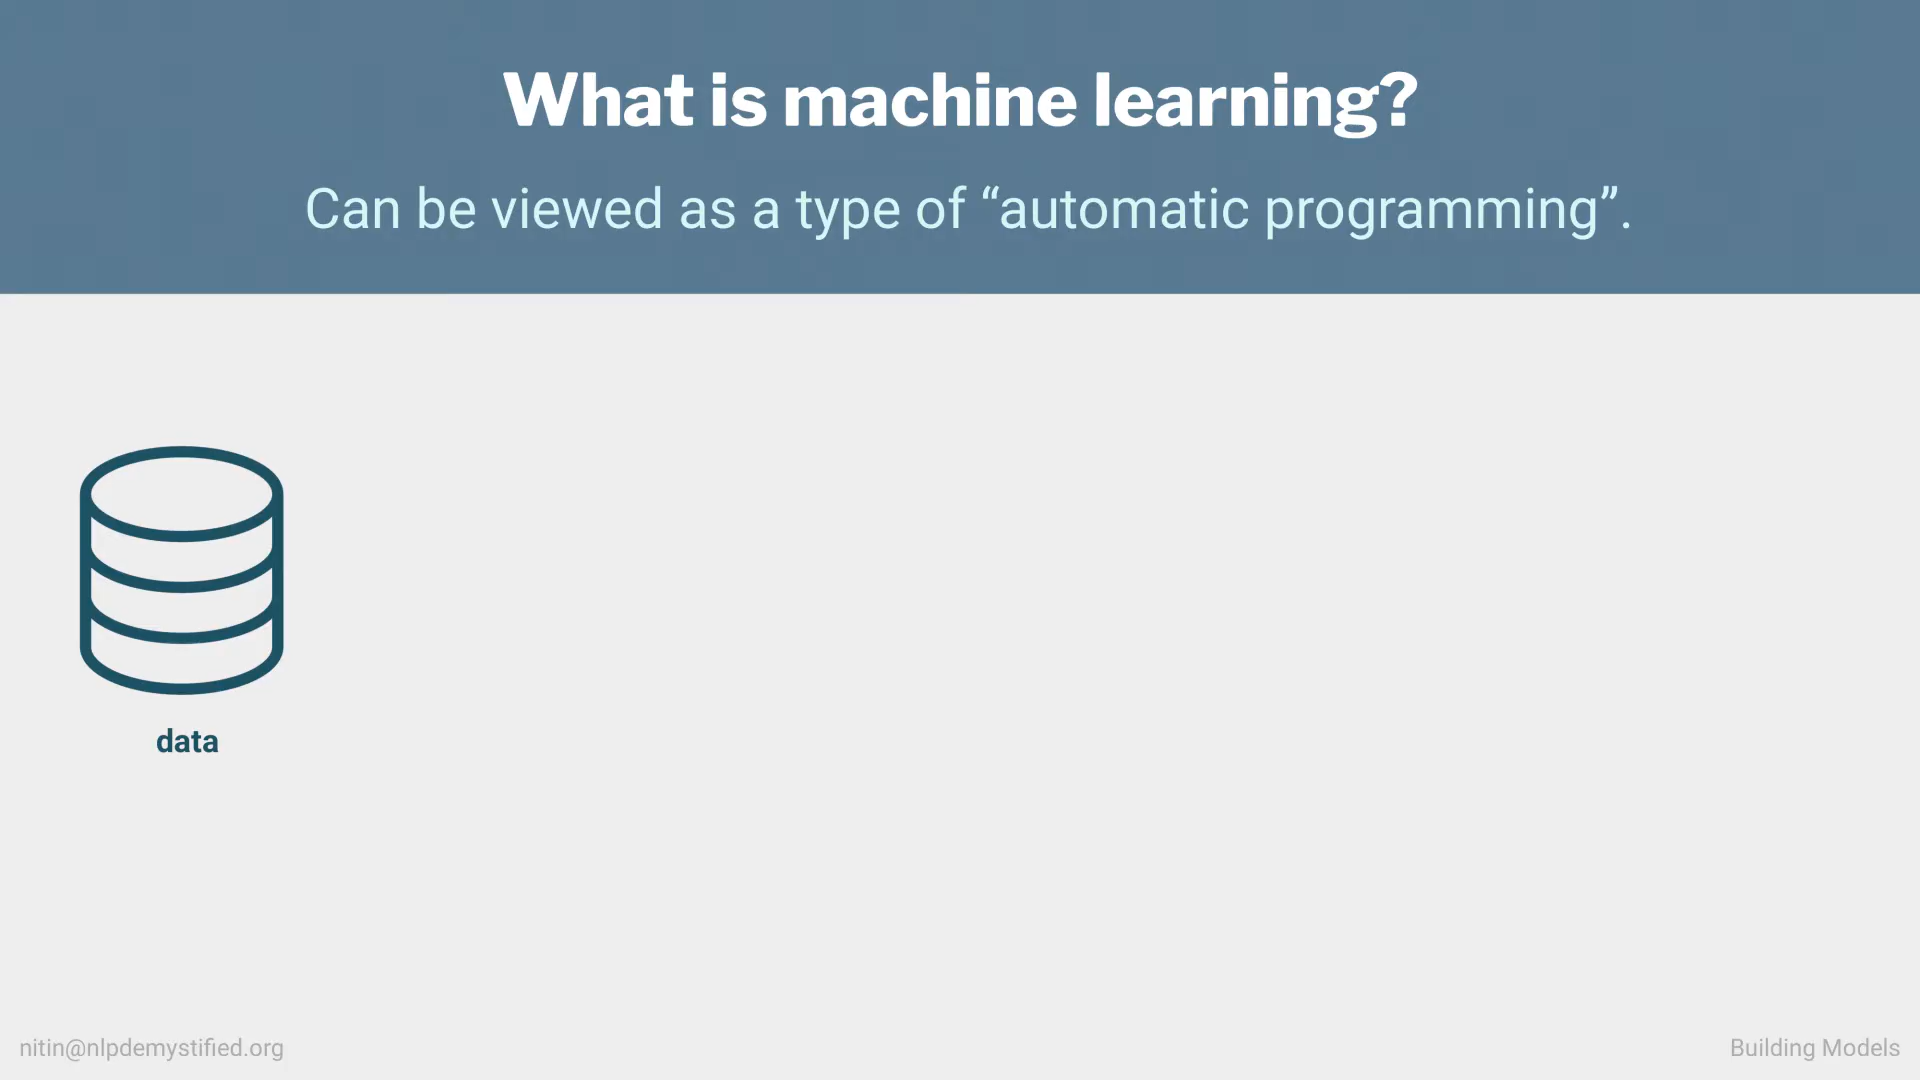 What is machine learning?
Can be viewed as a type of “automatic programming”.
data
nitin@nlpdemystified.org
Building Models